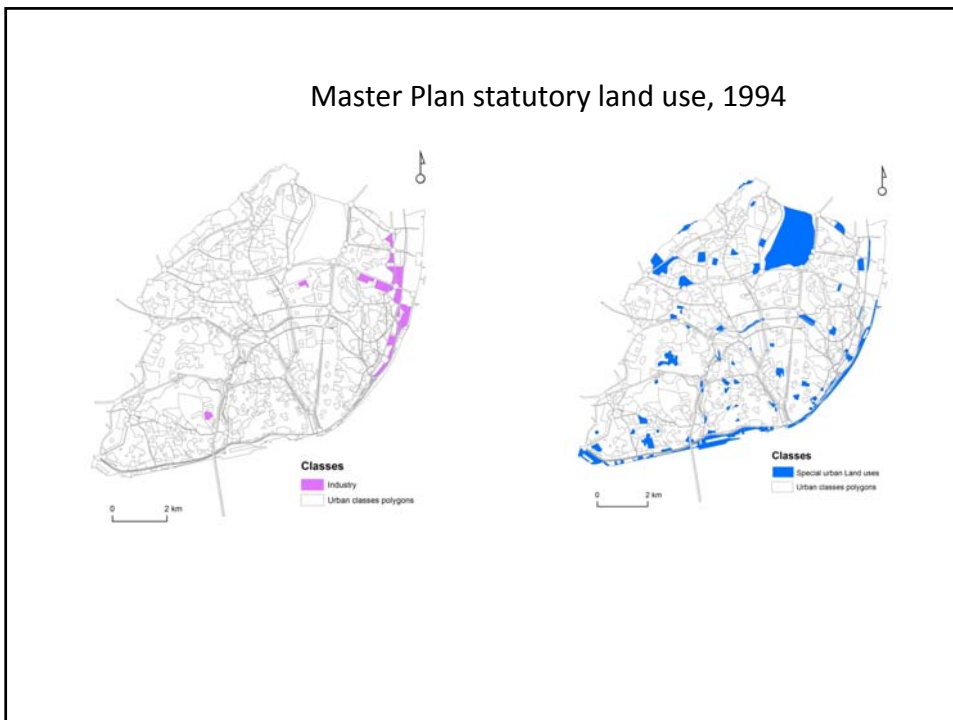 Master Plan statutory land use, 1994
Classes
Industry
Urban classes polygons
0 2 km
Classes
Special urban Land uses
Urban classes polygons
0 2 km